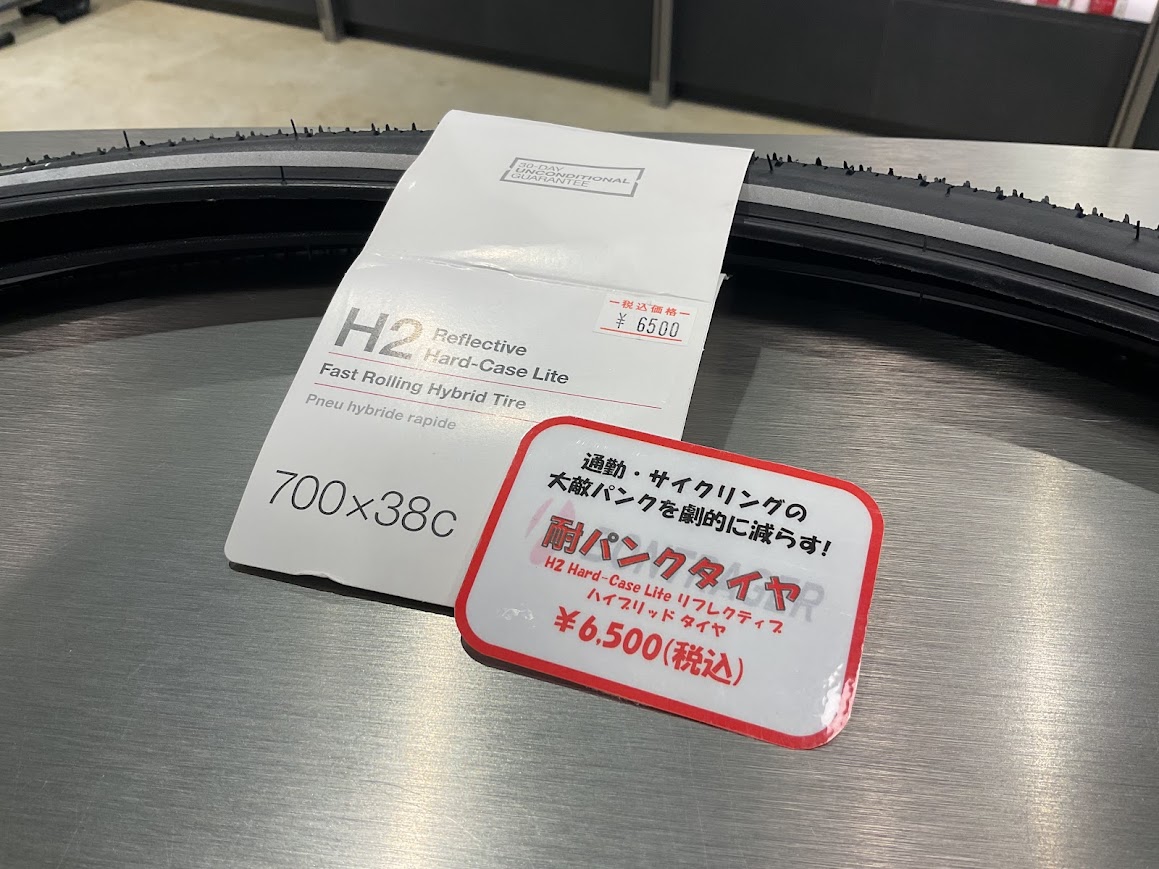 30-DAY
UNCONDITIONAL
GUARANTEE
税込価格
¥ 6500
H2 Reflective
Hard-Case Lite
Fast Rolling Hybrid Tire
Pneu hybride rapide
700x38c
通勤・サイクリングの
大敵パンクを劇的に減らす!
BONTRAGER
耐パンクタイヤ
H2 Hard-Case Lite リフレクティブ
ハイブリッド タイヤ
¥6,500(税込)